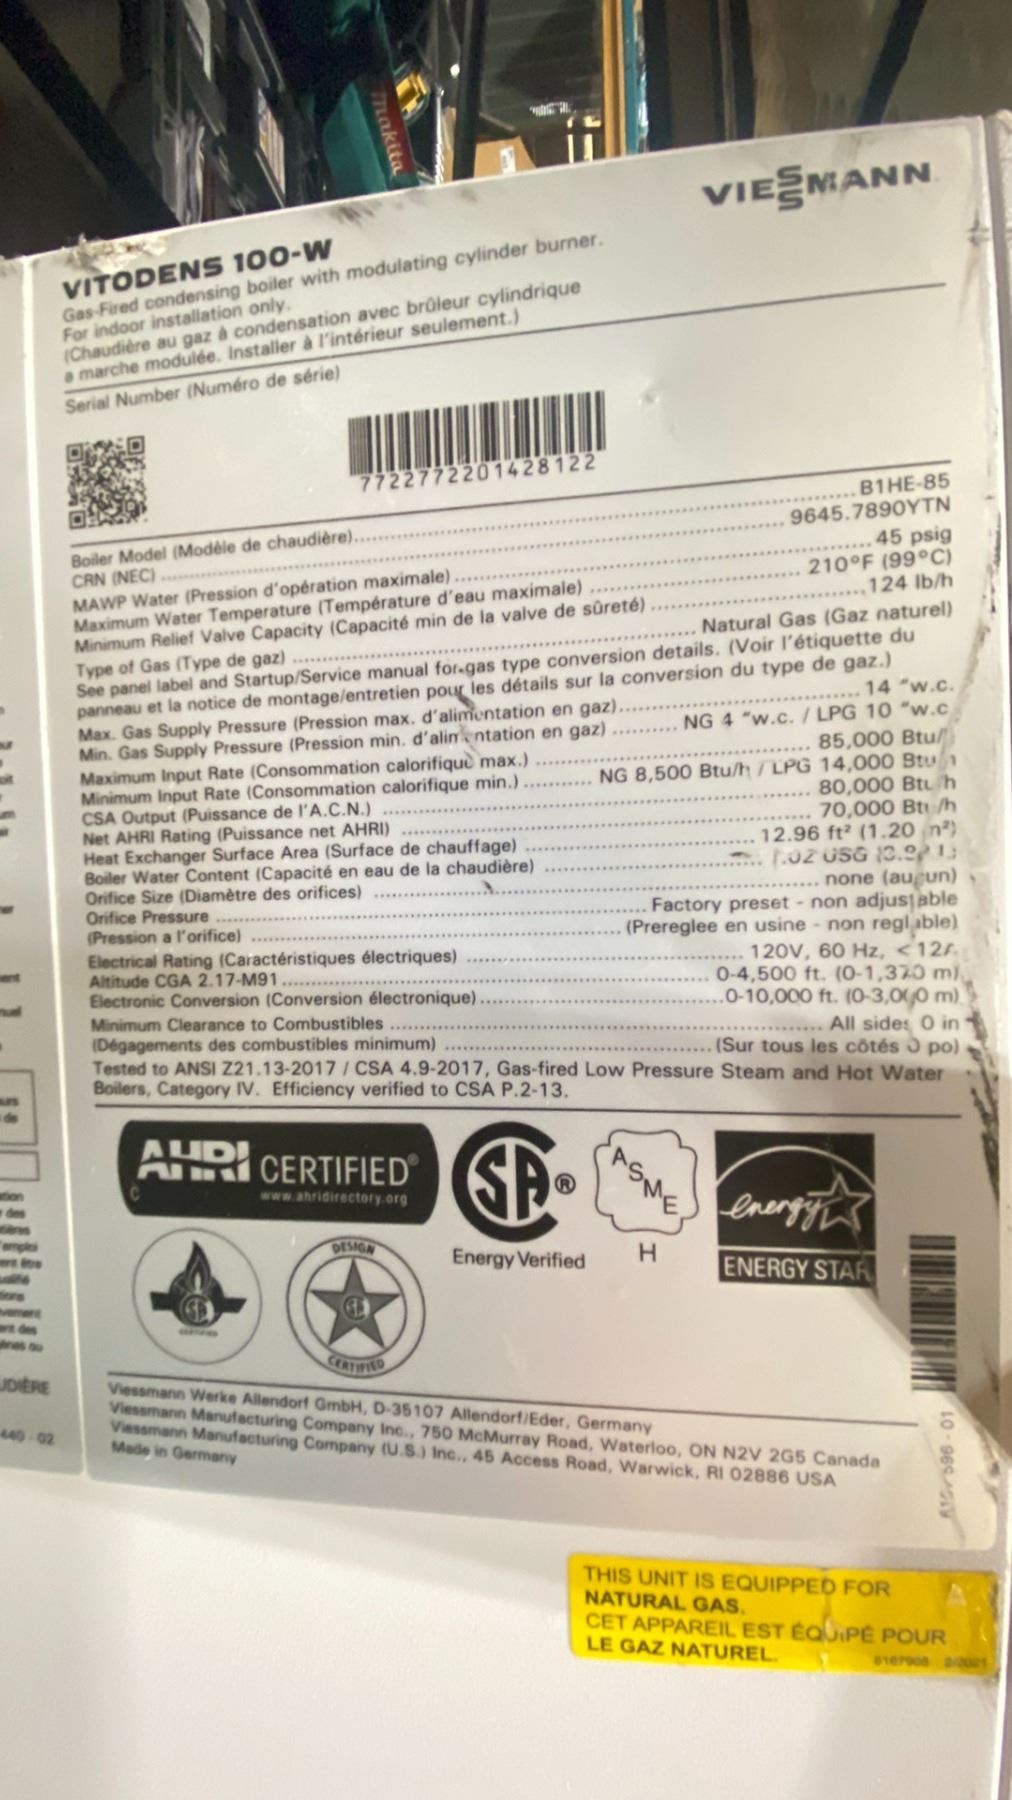 makita
VIESSMANN
VITODENS 100-W
Gas-Fired condensing boiler with modulating cylinder burner.
For indoor installation only.
(Chaudière au gaz à condensation avec brûleur cylindrique
a marche modulée. Installer à l'intérieur seulement.)
Serial Number (Numéro de série)
7722772201428122
Boiler Model (Modèle de chaudière) B1HE-85
CRN (NEC) 9645.7890YTN
MAWP Water (Pression d'opération maximale) 45 psig
Maximum Water Temperature (Température d'eau maximale) 210°F (99°C)
Minimum Relief Valve Capacity (Capacité min de la valve de sûreté) 124 lb/h
Type of Gas (Type de gaz) Natural Gas (Gaz naturel)
See panel label and Startup/Service manual for gas type conversion details. (Voir l'étiquette du
panneau et la notice de montage/entretien pour les détails sur la conversion du type de gaz.)
Max. Gas Supply Pressure (Pression max. d'alimentation en gaz) 14 "w.c.
Min. Gas Supply Pressure (Pression min. d'alimentation en gaz) NG 4 "w.c. / LPG 10 "w.c
Maximum Input Rate (Consommation calorifique max.) 85,000 Btu/
Minimum Input Rate (Consommation calorifique min.) NG 8,500 Btu/h / LPG 14,000 Btu
CSA Output (Puissance de l'A.C.N.) 80,000 Btu/h
Net AHRI Rating (Puissance net AHRI) 70,000 Btu/h
Heat Exchanger Surface Area (Surface de chauffage) 12.96 ft² (1.20 m²)
Boiler Water Content (Capacité en eau de la chaudière) USG
Orifice Size (Diamètre des orifices) none (aucun)
Orifice Pressure Factory preset - non adjustable
(Pression a l'orifice) (Prereglee en usine - non reglable)
Electrical Rating (Caractéristiques électriques) 120V, 60 Hz, <12
Altitude CGA 2.17-M91 0-4,500 ft. (0-1,370 m)
Electronic Conversion (Conversion électronique) 0-10,000 ft. (0-3,000 m)
Minimum Clearance to Combustibles All sides 0 in
(Dégagements des combustibles minimum) (Sur tous les côtés 0 po)
Tested to ANSI Z21.13-2017 / CSA 4.9-2017, Gas-fired Low Pressure Steam and Hot Water
Boilers, Category IV. Efficiency verified to CSA P.2-13.
AHRI CERTIFIED®
C www.ahridirectory.org
SA®
Energy Verified
ASME
H
energy
ENERGY STAR
SA
CERTIFIED
DESIGN
SA
CERTIFIED
Viessmann Werke Allendorf GmbH, D-35107 Allendorf/Eder, Germany
Viessmann Manufacturing Company Inc., 750 McMurray Road, Waterloo, ON N2V 2G5 Canada
Viessmann Manufacturing Company (U.S.) Inc., 45 Access Road, Warwick, RI 02886 USA
Made in Germany
UDIÈRE
440 - 02
THIS UNIT IS EQUIPPED FOR
NATURAL GAS.
CET APPAREIL EST ÉQUIPÉ POUR
LE GAZ NATUREL.